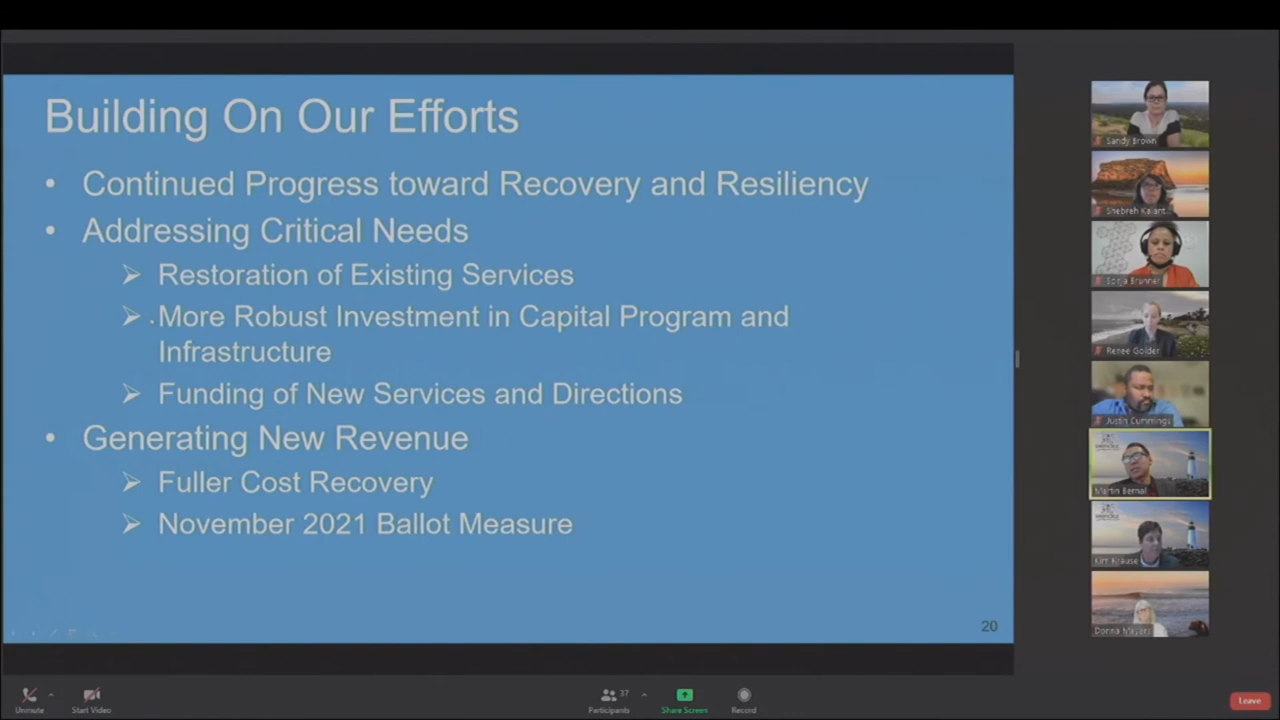 Building On Our Efforts
• Continued Progress toward Recovery and Resiliency
• Addressing Critical Needs
➢ Restoration of Existing Services
➢ More Robust Investment in Capital Program and
Infrastructure
➢ Funding of New Services and Directions
• Generating New Revenue
➢ Fuller Cost Recovery
➢ November 2021 Ballot Measure
20
Sandy Brown
Shebreh Kalant...
Sonja Brunner
Renee Golder
Justin Cummings
Martin Bernal
Kim Krause
Donna Meyers
Unmute
Start Video
Participants
37
Share Screen
Record
Leave